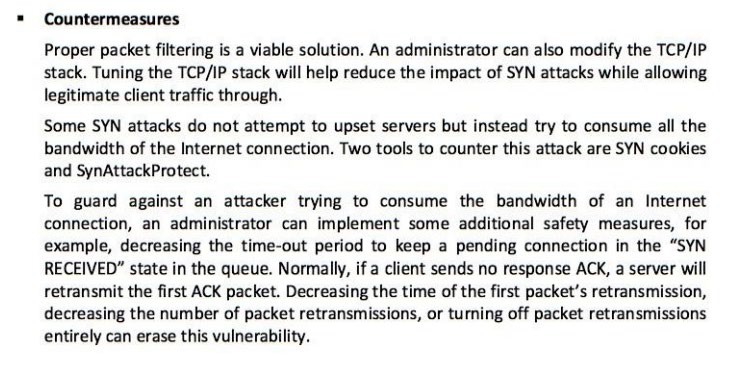 ▪ Countermeasures
Proper packet filtering is a viable solution. An administrator can also modify the TCP/IP
stack. Tuning the TCP/IP stack will help reduce the impact of SYN attacks while allowing
legitimate client traffic through.
Some SYN attacks do not attempt to upset servers but instead try to consume all the
bandwidth of the Internet connection. Two tools to counter this attack are SYN cookies
and SynAttackProtect.
To guard against an attacker trying to consume the bandwidth of an Internet
connection, an administrator can implement some additional safety measures, for
example, decreasing the time-out period to keep a pending connection in the “SYN
RECEIVED” state in the queue. Normally, if a client sends no response ACK, a server will
retransmit the first ACK packet. Decreasing the time of the first packet’s retransmission,
decreasing the number of packet retransmissions, or turning off packet retransmissions
entirely can erase this vulnerability.